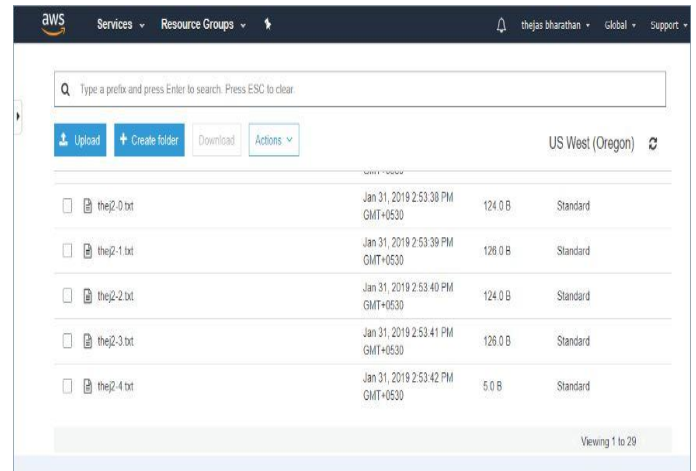 aws Services Resource Groups thejas bharathan Global Support
Type a prefix and press Enter to search. Press ESC to clear.
Upload + Create folder Download Actions US West (Oregon)
thej2-0.txt Jan 31, 2019 2:53:38 PM GMT+0530 124.0 B Standard
thej2-1.txt Jan 31, 2019 2:53:39 PM GMT+0530 126.0 B Standard
thej2-2.txt Jan 31, 2019 2:53:40 PM GMT+0530 124.0 B Standard
thej2-3.txt Jan 31, 2019 2:53:41 PM GMT+0530 126.0 B Standard
thej2-4.txt Jan 31, 2019 2:53:42 PM GMT+0530 5.0 B Standard
Viewing 1 to 29